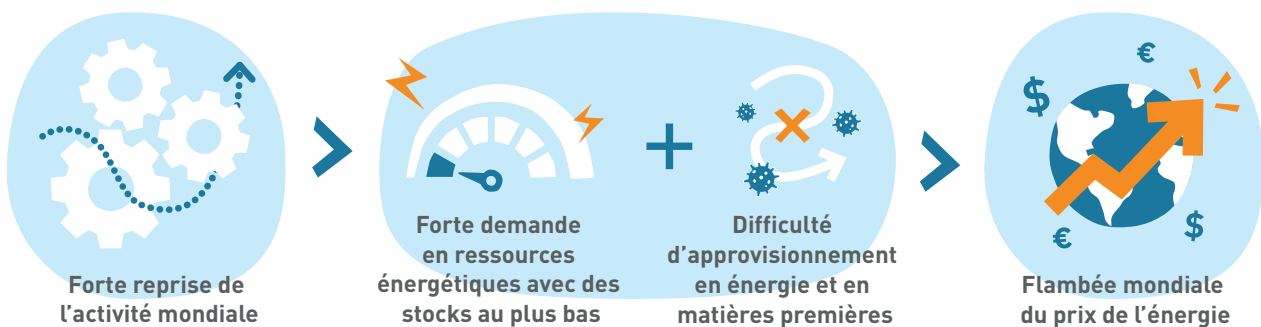 Forte reprise de
l'activité mondiale
Forte demande
en ressources
énergétiques avec des
stocks au plus bas
Difficulté
d'approvisionnement
en énergie et en
matières premières
$
€
€
$
Flambée mondiale
du prix de l'énergie